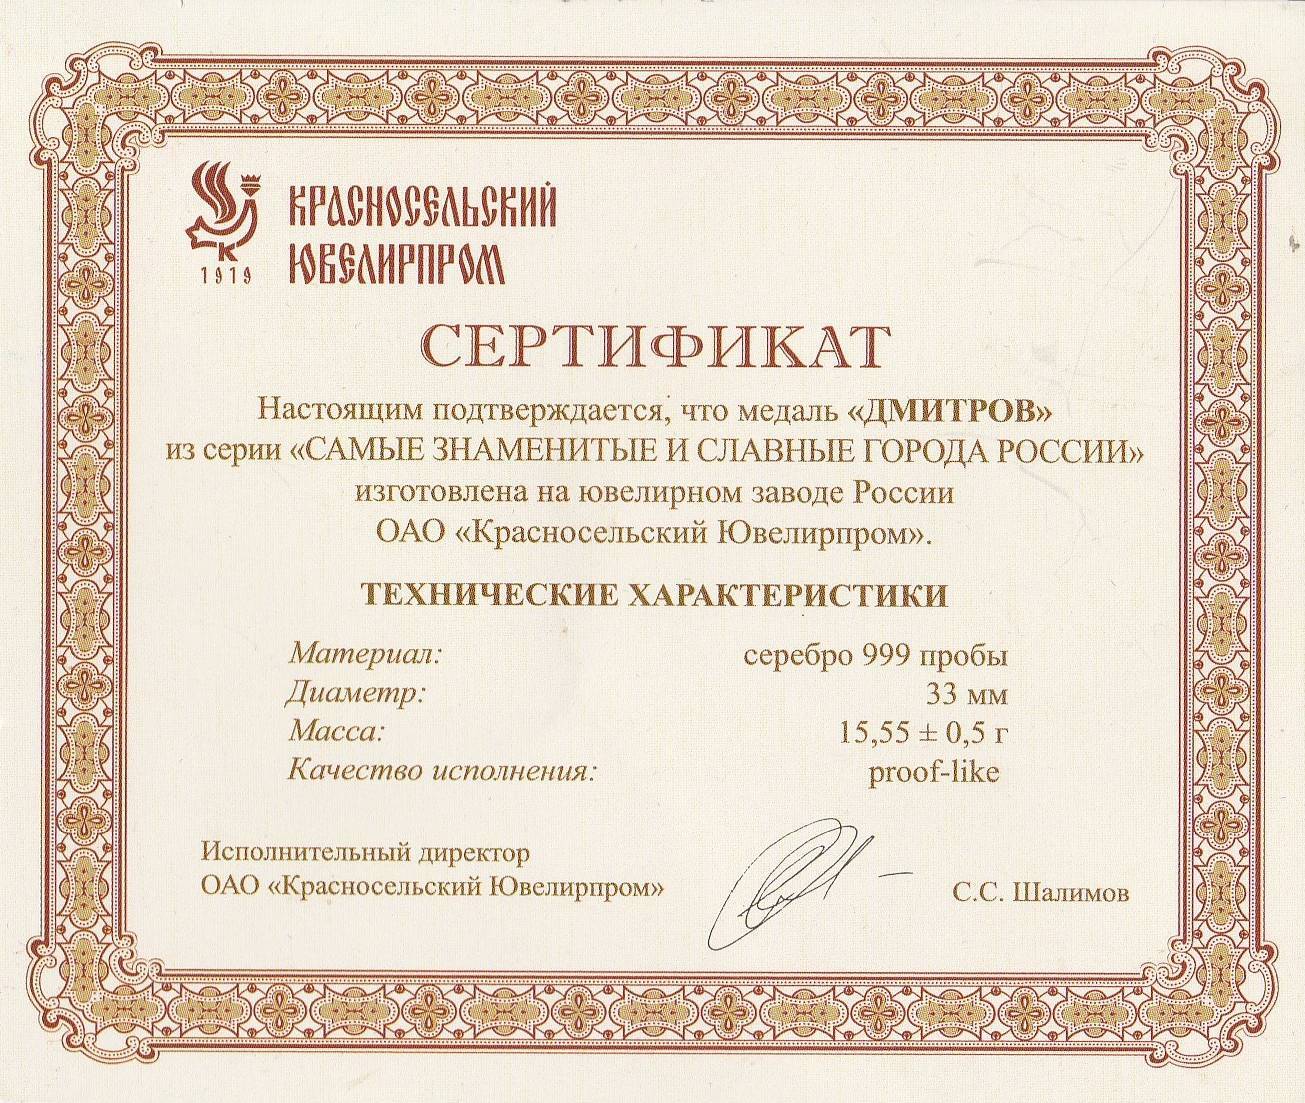 КРАСНОСЕЛЬСКИЙ
ЮВЕЛИРПРОМ
К
1919
СЕРТИФИКАТ
Настоящим подтверждается, что медаль «ДМИТРОВ»
из серии «САМЫЕ ЗНАМЕНИТЫЕ И СЛАВНЫЕ ГОРОДА РОССИИ»
изготовлена на ювелирном заводе России
ОАО «Красносельский Ювелирпром».
ТЕХНИЧЕСКИЕ ХАРАКТЕРИСТИКИ
Материал: серебро 999 пробы
Диаметр: 33 мм
Масса: 15,55 ± 0,5 г
Качество исполнения: proof-like
Исполнительный директор
ОАО «Красносельский Ювелирпром» С.С. Шалимов